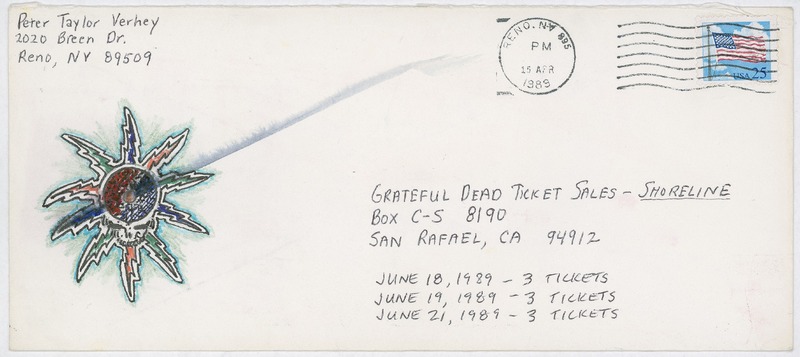 Peter Taylor Verhey
2020 Breen Dr.
Reno, NV 89509
RENO, NV 895
PM
15 APR
1989
USA 25
GRATEFUL DEAD TICKET SALES – SHORELINE
BOX C-S 8190
SAN RAFAEL, CA 94912
JUNE 18, 1989 – 3 TICKETS
JUNE 19, 1989 – 3 TICKETS
JUNE 21, 1989 – 3 TICKETS